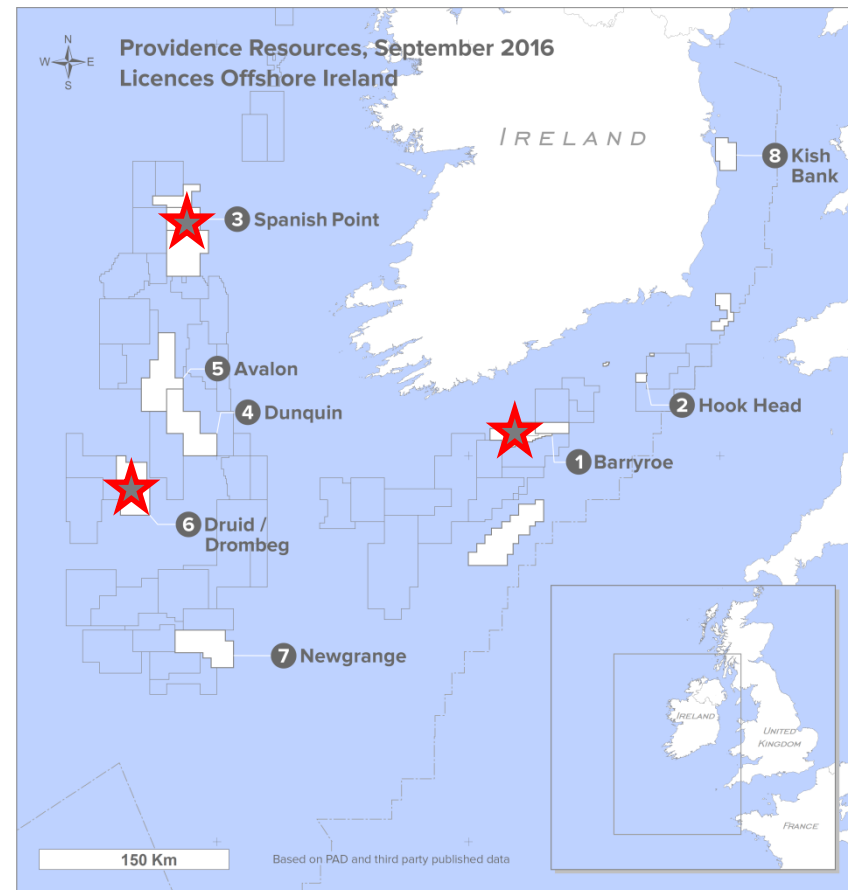 Providence Resources, September 2016
Licences Offshore Ireland
N
W
E
S
IRELAND
8 Kish
Bank
3 Spanish Point
5 Avalon
4 Dunquin
2 Hook Head
1 Barryroe
6 Druid /
Drombeg
7 Newgrange
IRELAND
UNITED
KINGDOM
FRANCE
150 Km
Based on PAD and third party published data